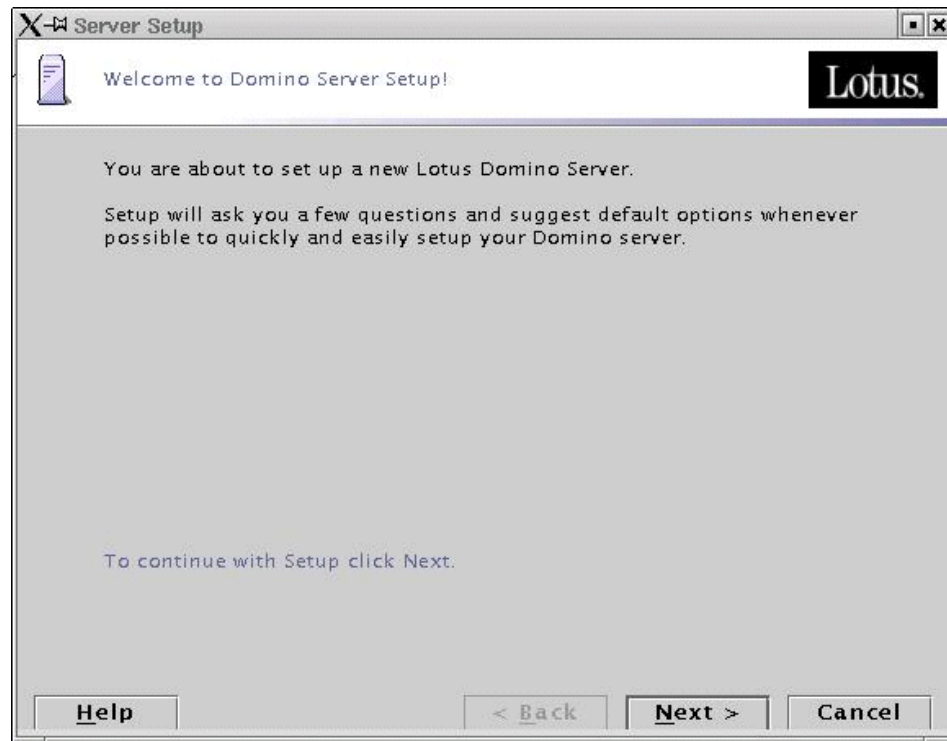 Server Setup
Welcome to Domino Server Setup!
Lotus.
You are about to set up a new Lotus Domino Server.
Setup will ask you a few questions and suggest default options whenever
possible to quickly and easily setup your Domino server.
To continue with Setup click Next.
Help
< Back
Next >
Cancel